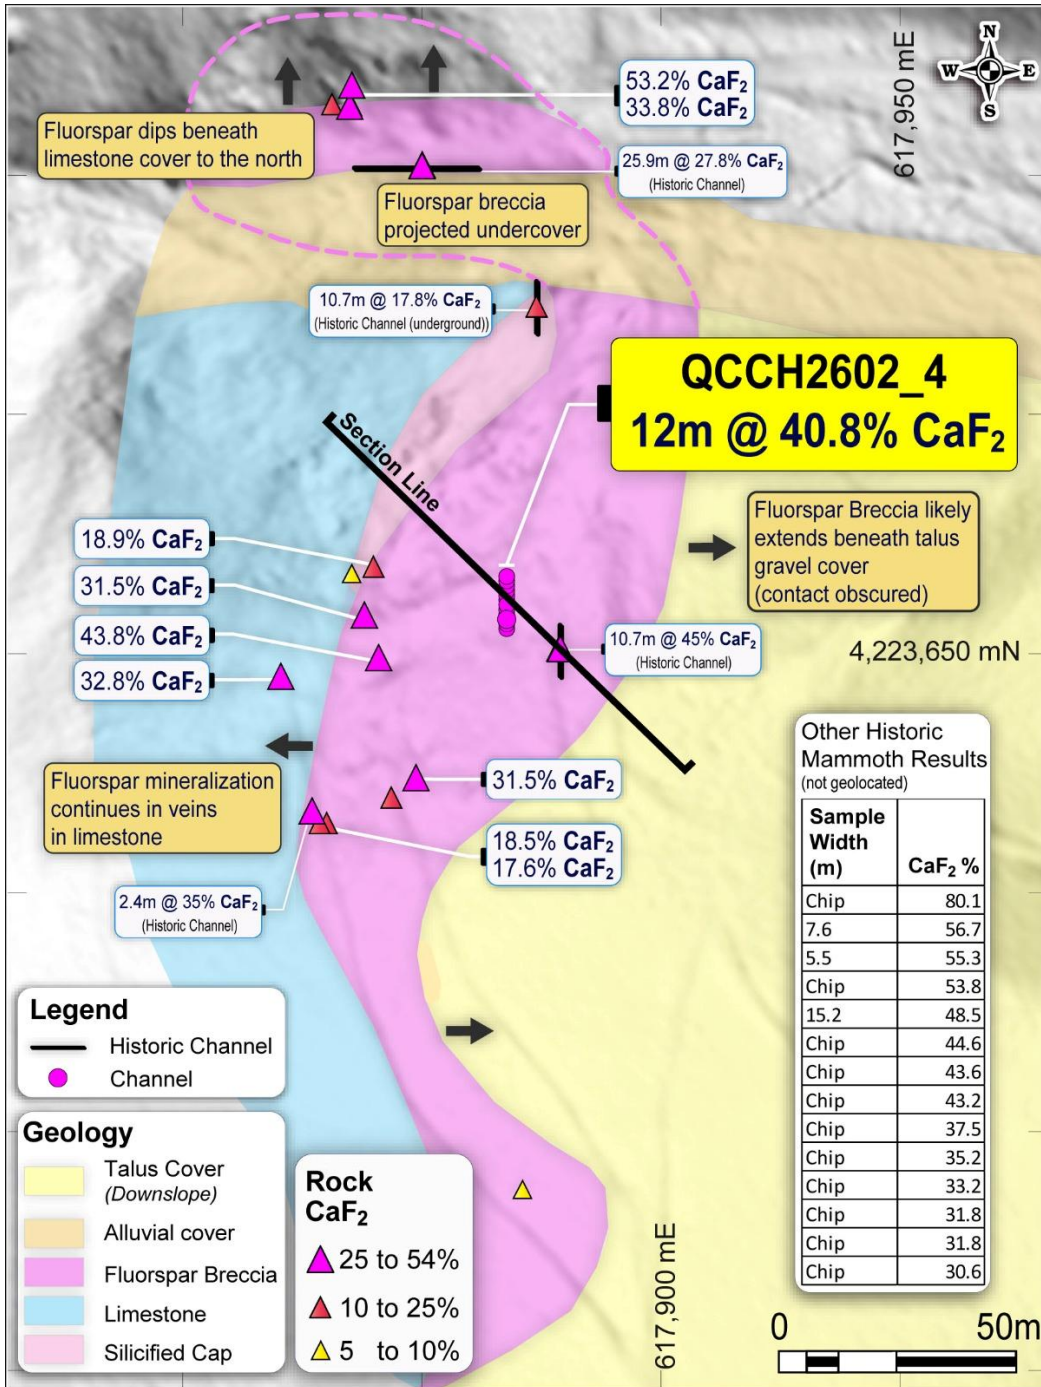 N
W
E
S
617,950 mE
53.2% CaF₂
33.8% CaF₂
Fluorspar dips beneath
limestone cover to the north
25.9m @ 27.8% CaF₂
(Historic Channel)
Fluorspar breccia
projected undercover
10.7m @ 17.8% CaF₂
(Historic Channel (underground))
QCCH2602_4
12m @ 40.8% CaF₂
Section Line
18.9% CaF₂
31.5% CaF₂
43.8% CaF₂
32.8% CaF₂
Fluorspar Breccia likely
extends beneath talus
gravel cover
(contact obscured)
10.7m @ 45% CaF₂
(Historic Channel)
4,223,650 mN
Fluorspar mineralization
continues in veins
in limestone
31.5% CaF₂
18.5% CaF₂
17.6% CaF₂
2.4m @ 35% CaF₂
(Historic Channel)
Other Historic
Mammoth Results
(not geolocated)
Sample
Width
(m) CaF₂ %
Chip 80.1
7.6 56.7
5.5 55.3
Chip 53.8
15.2 48.5
Chip 44.6
Chip 43.6
Chip 43.2
Chip 37.5
Chip 35.2
Chip 33.2
Chip 31.8
Chip 31.8
Chip 30.6
Legend
Historic Channel
Channel
Geology
Talus Cover
(Downslope)
Alluvial cover
Fluorspar Breccia
Limestone
Silicified Cap
Rock
CaF₂
25 to 54%
10 to 25%
5 to 10%
617,900 mE
0 50m